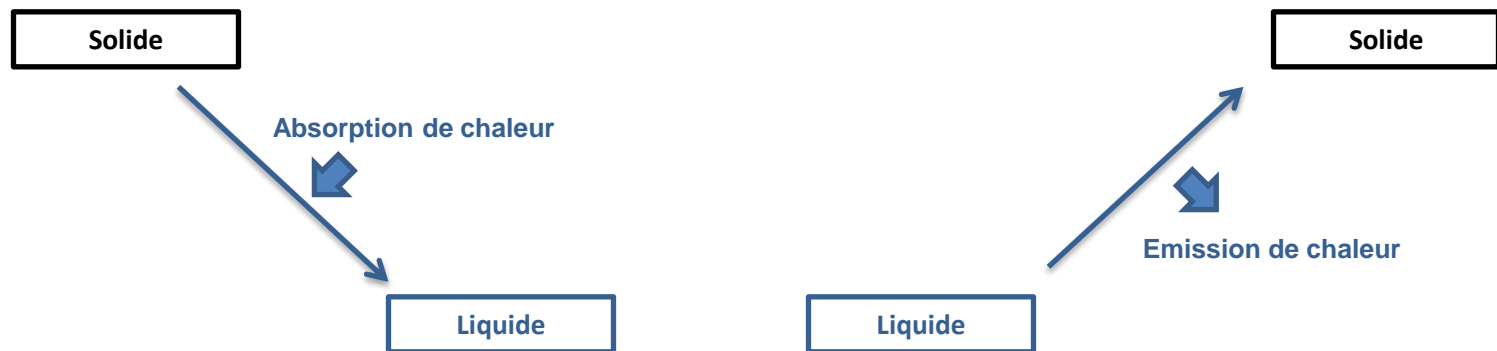 Solide
Solide
Absorption de chaleur
Emission de chaleur
Liquide
Liquide